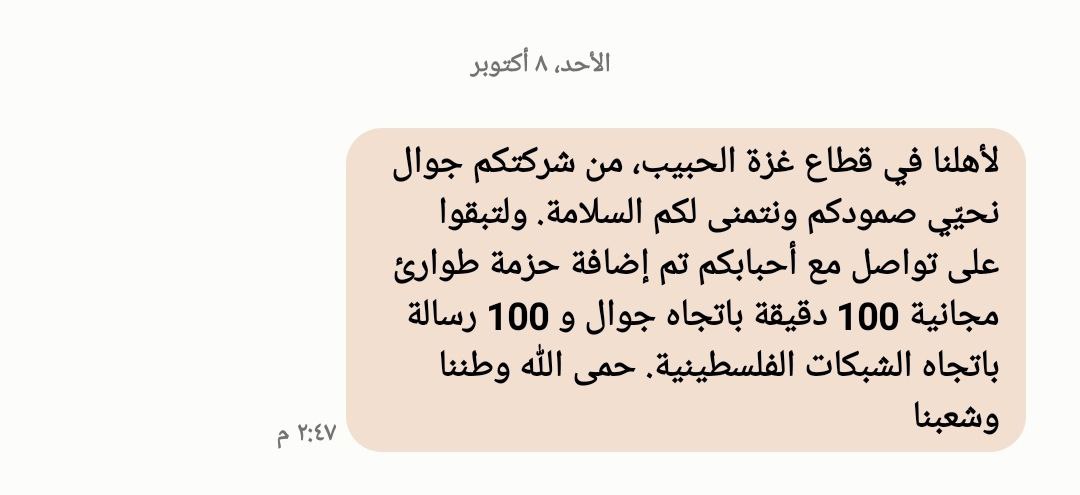 الأحد، ٨ أكتوبر
لأهلنا في قطاع غزة الحبيب، من شركتكم جوال
نحيّي صمودكم ونتمنى لكم السلامة. ولتبقوا
على تواصل مع أحبابكم تم إضافة حزمة طوارئ
مجانية 100 دقيقة باتجاه جوال و 100 رسالة
باتجاه الشبكات الفلسطينية. حمى الله وطننا
وشعبنا
٢:٤٧ م